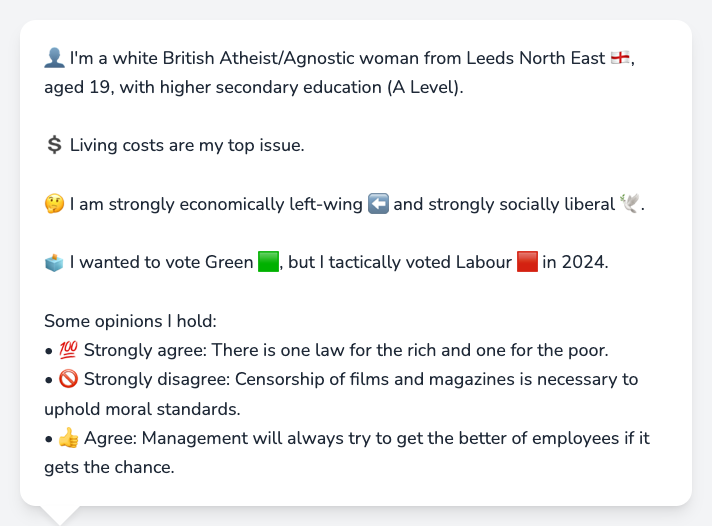 👤 I'm a white British Atheist/Agnostic woman from Leeds North East 🏴󠁧󠁢󠁥󠁮󠁧󠁿,
aged 19, with higher secondary education (A Level).
💲 Living costs are my top issue.
🤔 I am strongly economically left-wing ⬅️ and strongly socially liberal 🕊️.
🗳️ I wanted to vote Green 🟩, but I tactically voted Labour 🟥 in 2024.
Some opinions I hold:
• 💯 Strongly agree: There is one law for the rich and one for the poor.
• 🚫 Strongly disagree: Censorship of films and magazines is necessary to
uphold moral standards.
• 👍 Agree: Management will always try to get the better of employees if it
gets the chance.